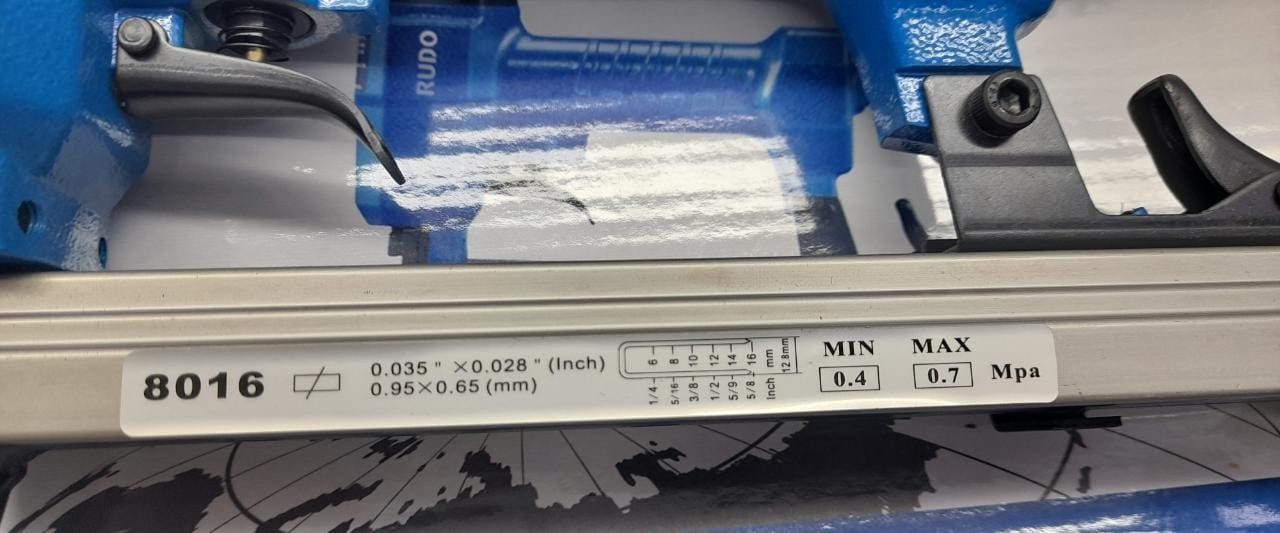 RUDO
8016
0.035 " ×0.028 " (Inch)
0.95×0.65 (mm)
6 8 10 12 14 16 mm
1/4 5/16 3/8 1/2 5/9 5/8 Inch
12.8mm
MIN MAX
0.4 0.7 Mpa